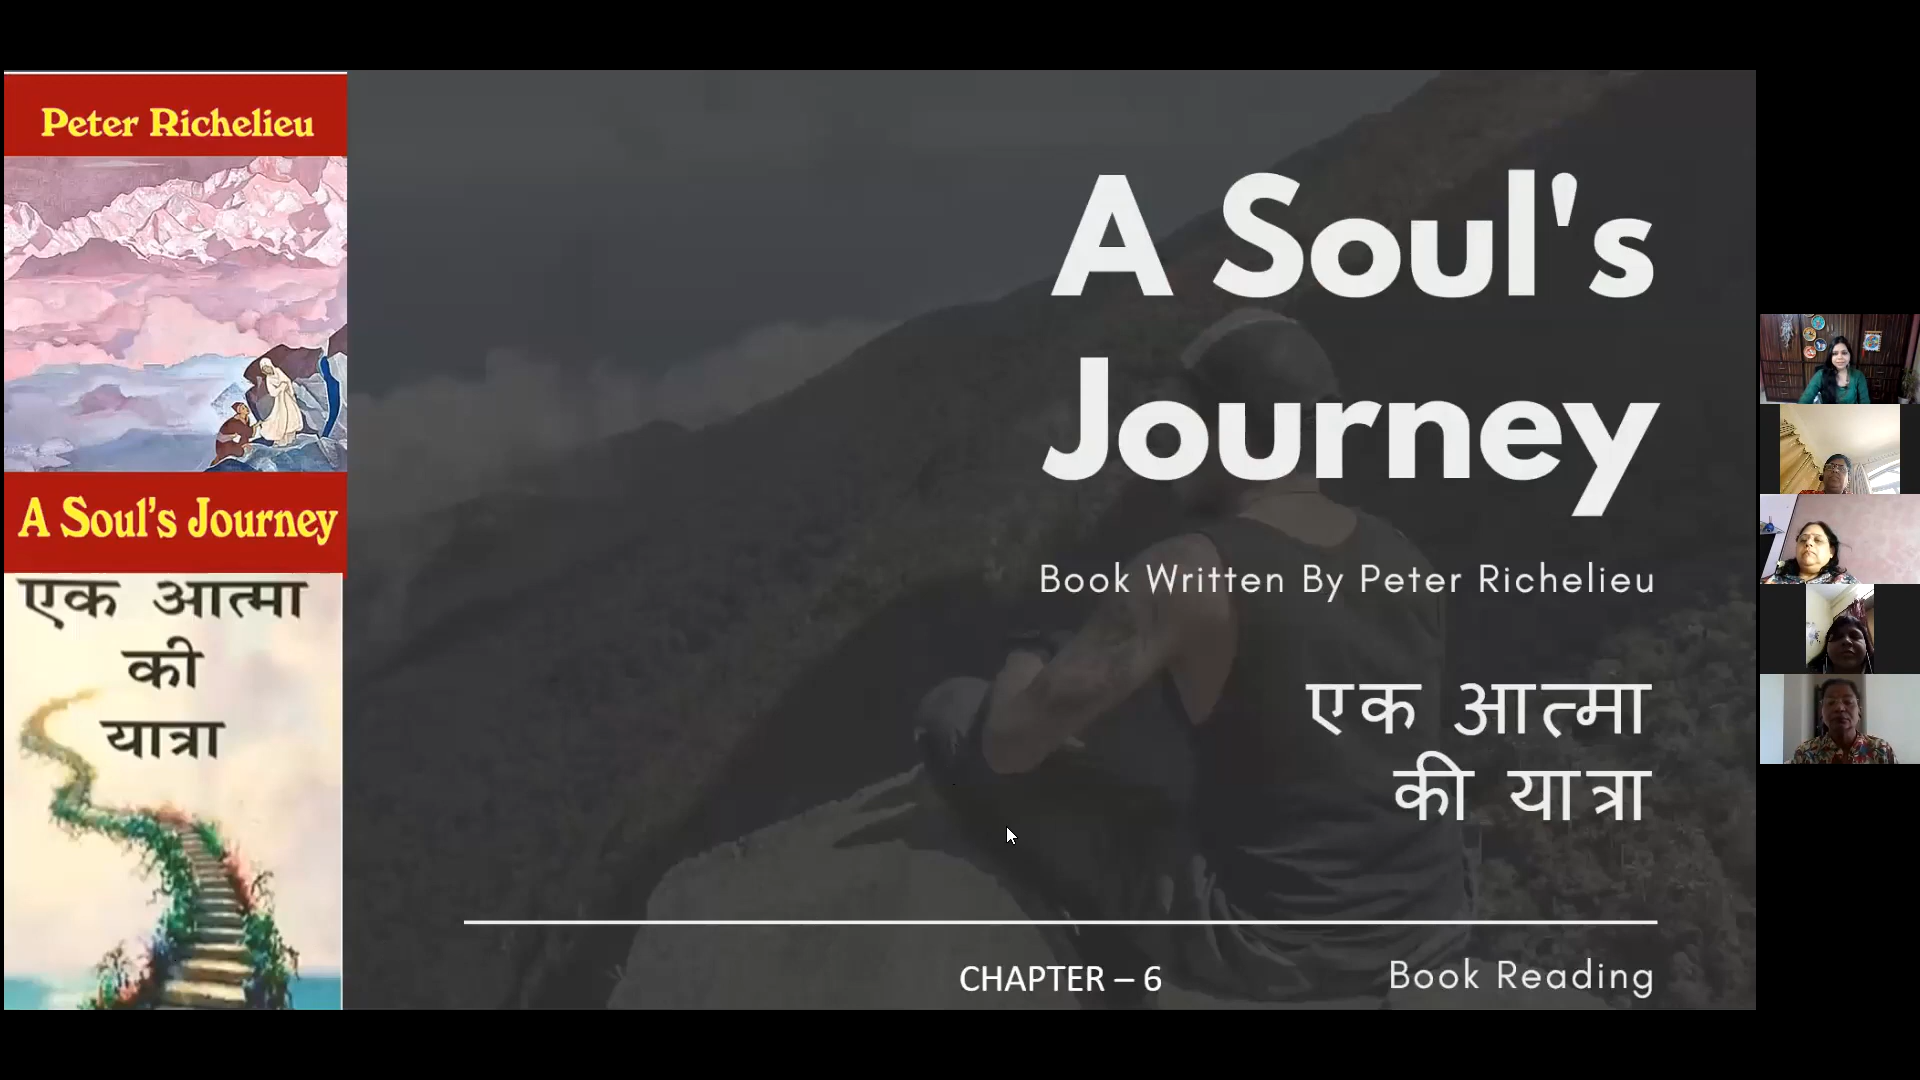 Peter Richelieu
A Soul's Journey
एक आत्मा
की
यात्रा
A Soul's
Journey
Book Written By Peter Richelieu
एक आत्मा
की यात्रा
CHAPTER – 6
Book Reading